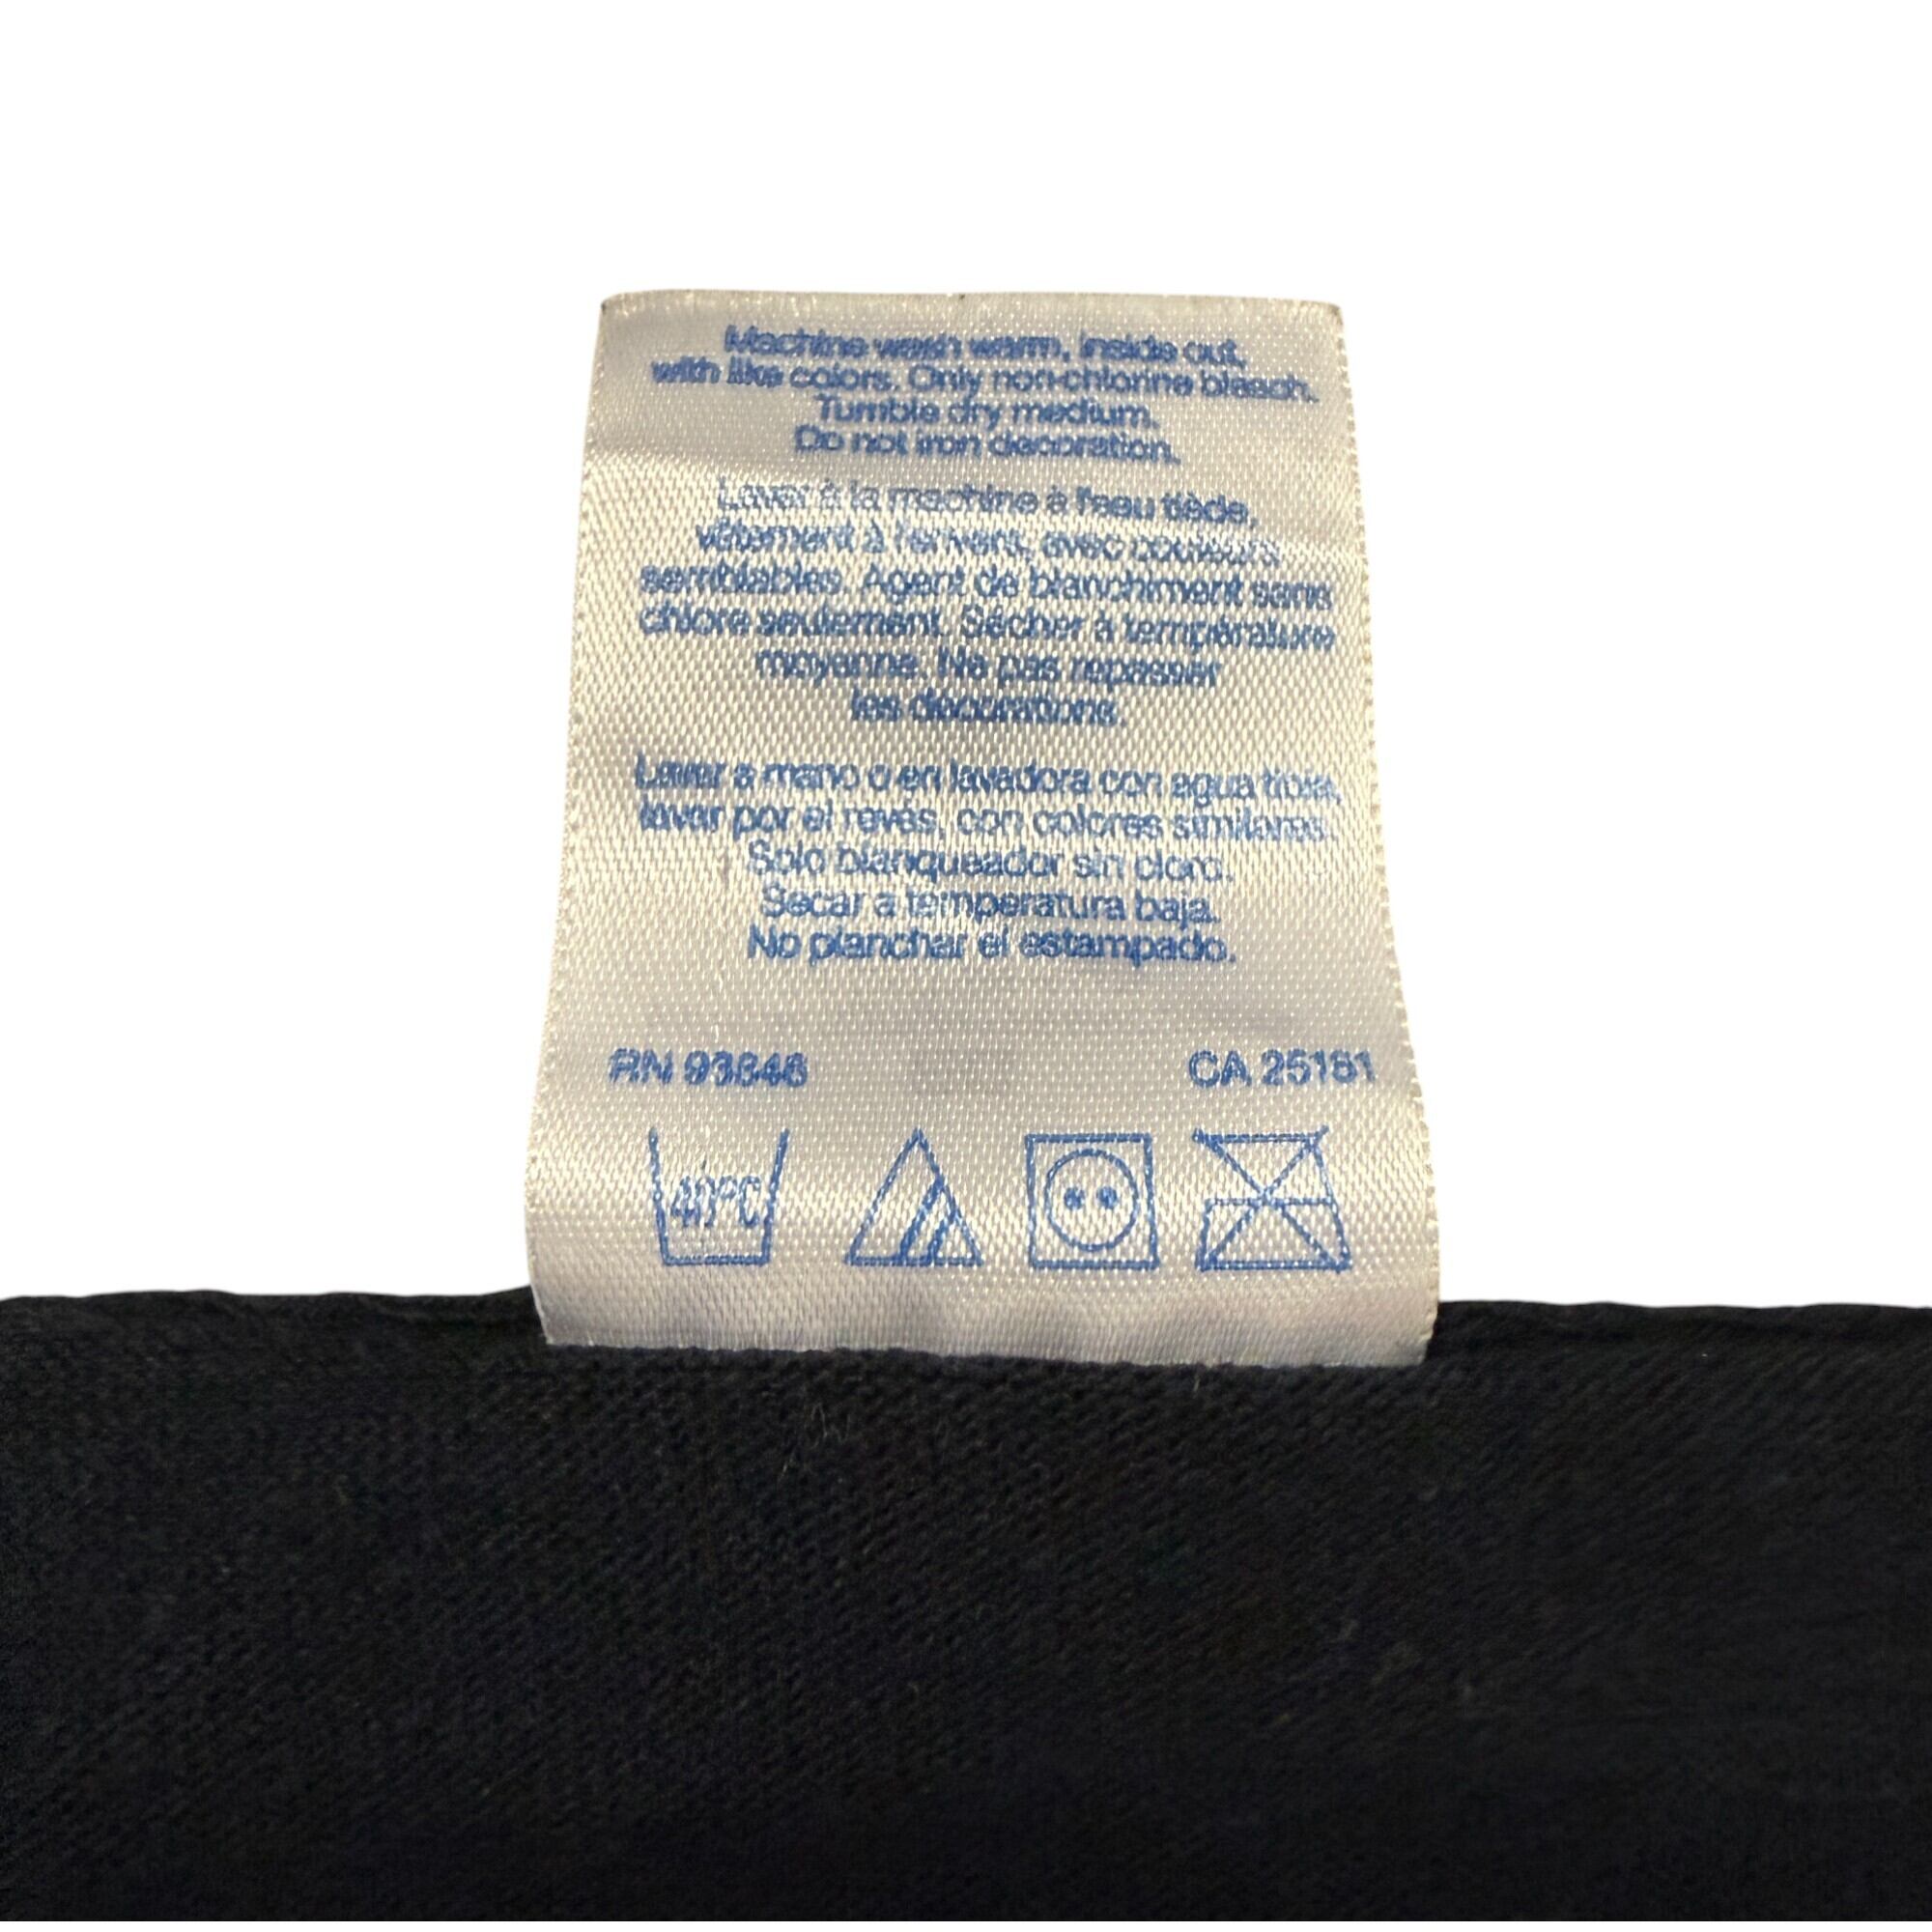 Machine wash warm, inside out,
with like colors. Only non-chlorine bleach.
Tumble dry medium.
Do not iron decoration.
Laver à la machine à l'eau tiède,
vêtement à l'envers, avec couleurs
semblables. Agent de blanchiment sans
chlore seulement. Sécher à température
moyenne. Ne pas repasser
les décorations.
Lavar a mano o en lavadora con agua
lavar por el revés, con colores similares.
Solo blanqueador sin cloro.
Secar a temperatura baja.
No planchar el estampado.
RN CA
40°C